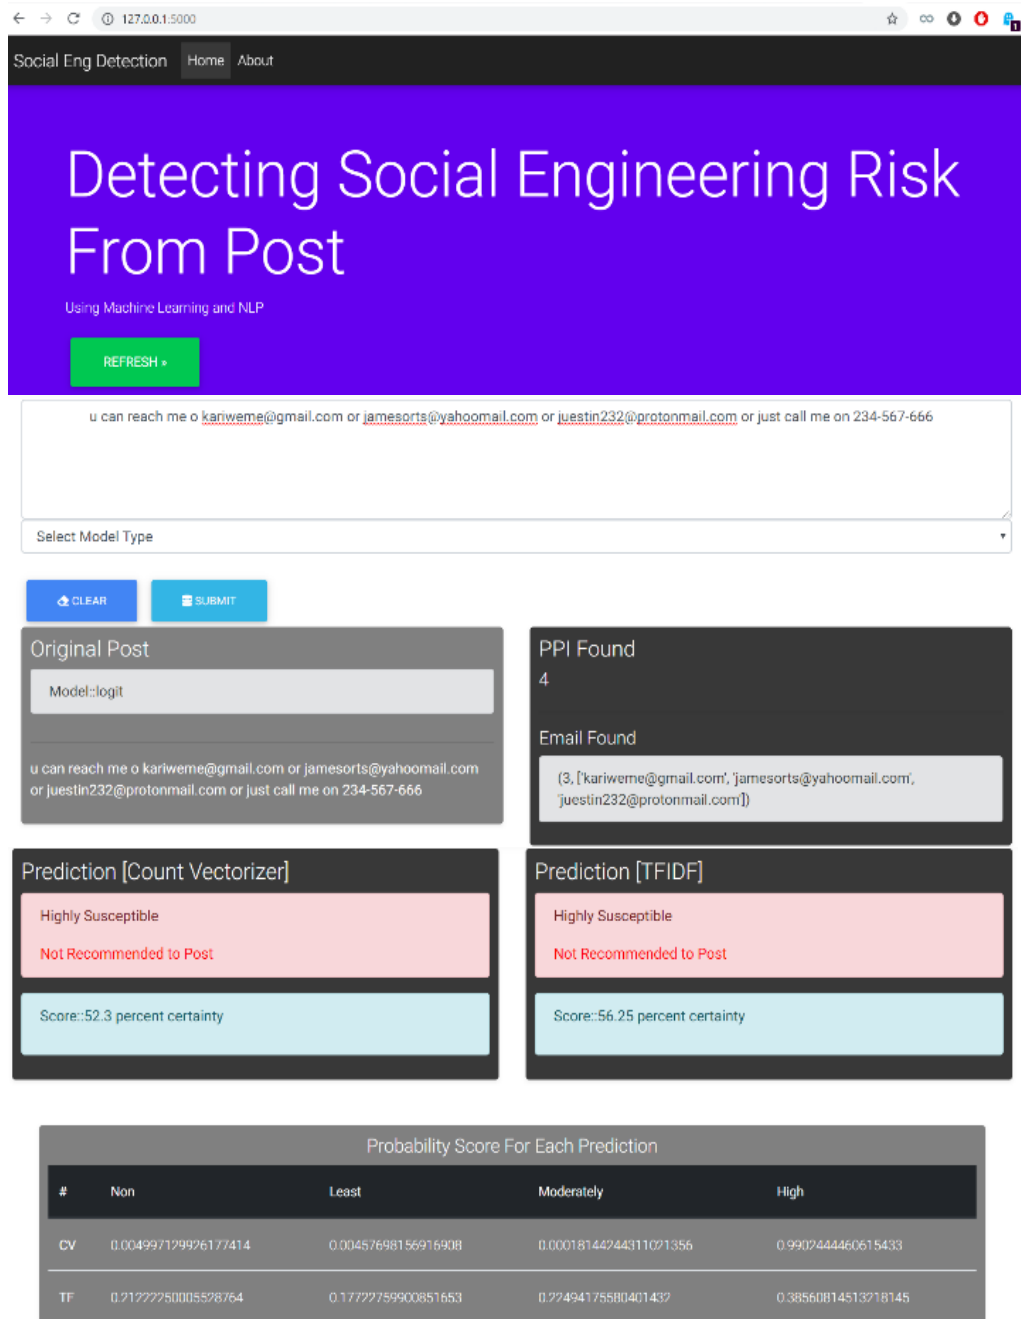 127.0.0.1:5000
1
Social Eng Detection Home About
Detecting Social Engineering Risk
From Post
Using Machine Learning and NLP
REFRESH »
u can reach me o kariweme@gmail.com or jamesorts@yahoomail.com or juestin232@protonmail.com or just call me on 234-567-666
Select Model Type
CLEAR SUBMIT
Original Post
Model::logit
u can reach me o kariweme@gmail.com or jamesorts@yahoomail.com
or juestin232@protonmail.com or just call me on 234-567-666
PPI Found
4
Email Found
(3, ['kariweme@gmail.com', 'jamesorts@yahoomail.com',
'juestin232@protonmail.com'])
Prediction [Count Vectorizer]
Highly Susceptible
Not Recommended to Post
Score::52.3 percent certainty
Prediction [TFIDF]
Highly Susceptible
Not Recommended to Post
Score::56.25 percent certainty
Probability Score For Each Prediction
# Non Least Moderately High
CV 0.004997129926177414 0.00457698156916908 0.00018144244311021356 0.9902444460615433
TF 0.21222250005528764 0.17722759900851653 0.22494175580401432 0.38560814513218145